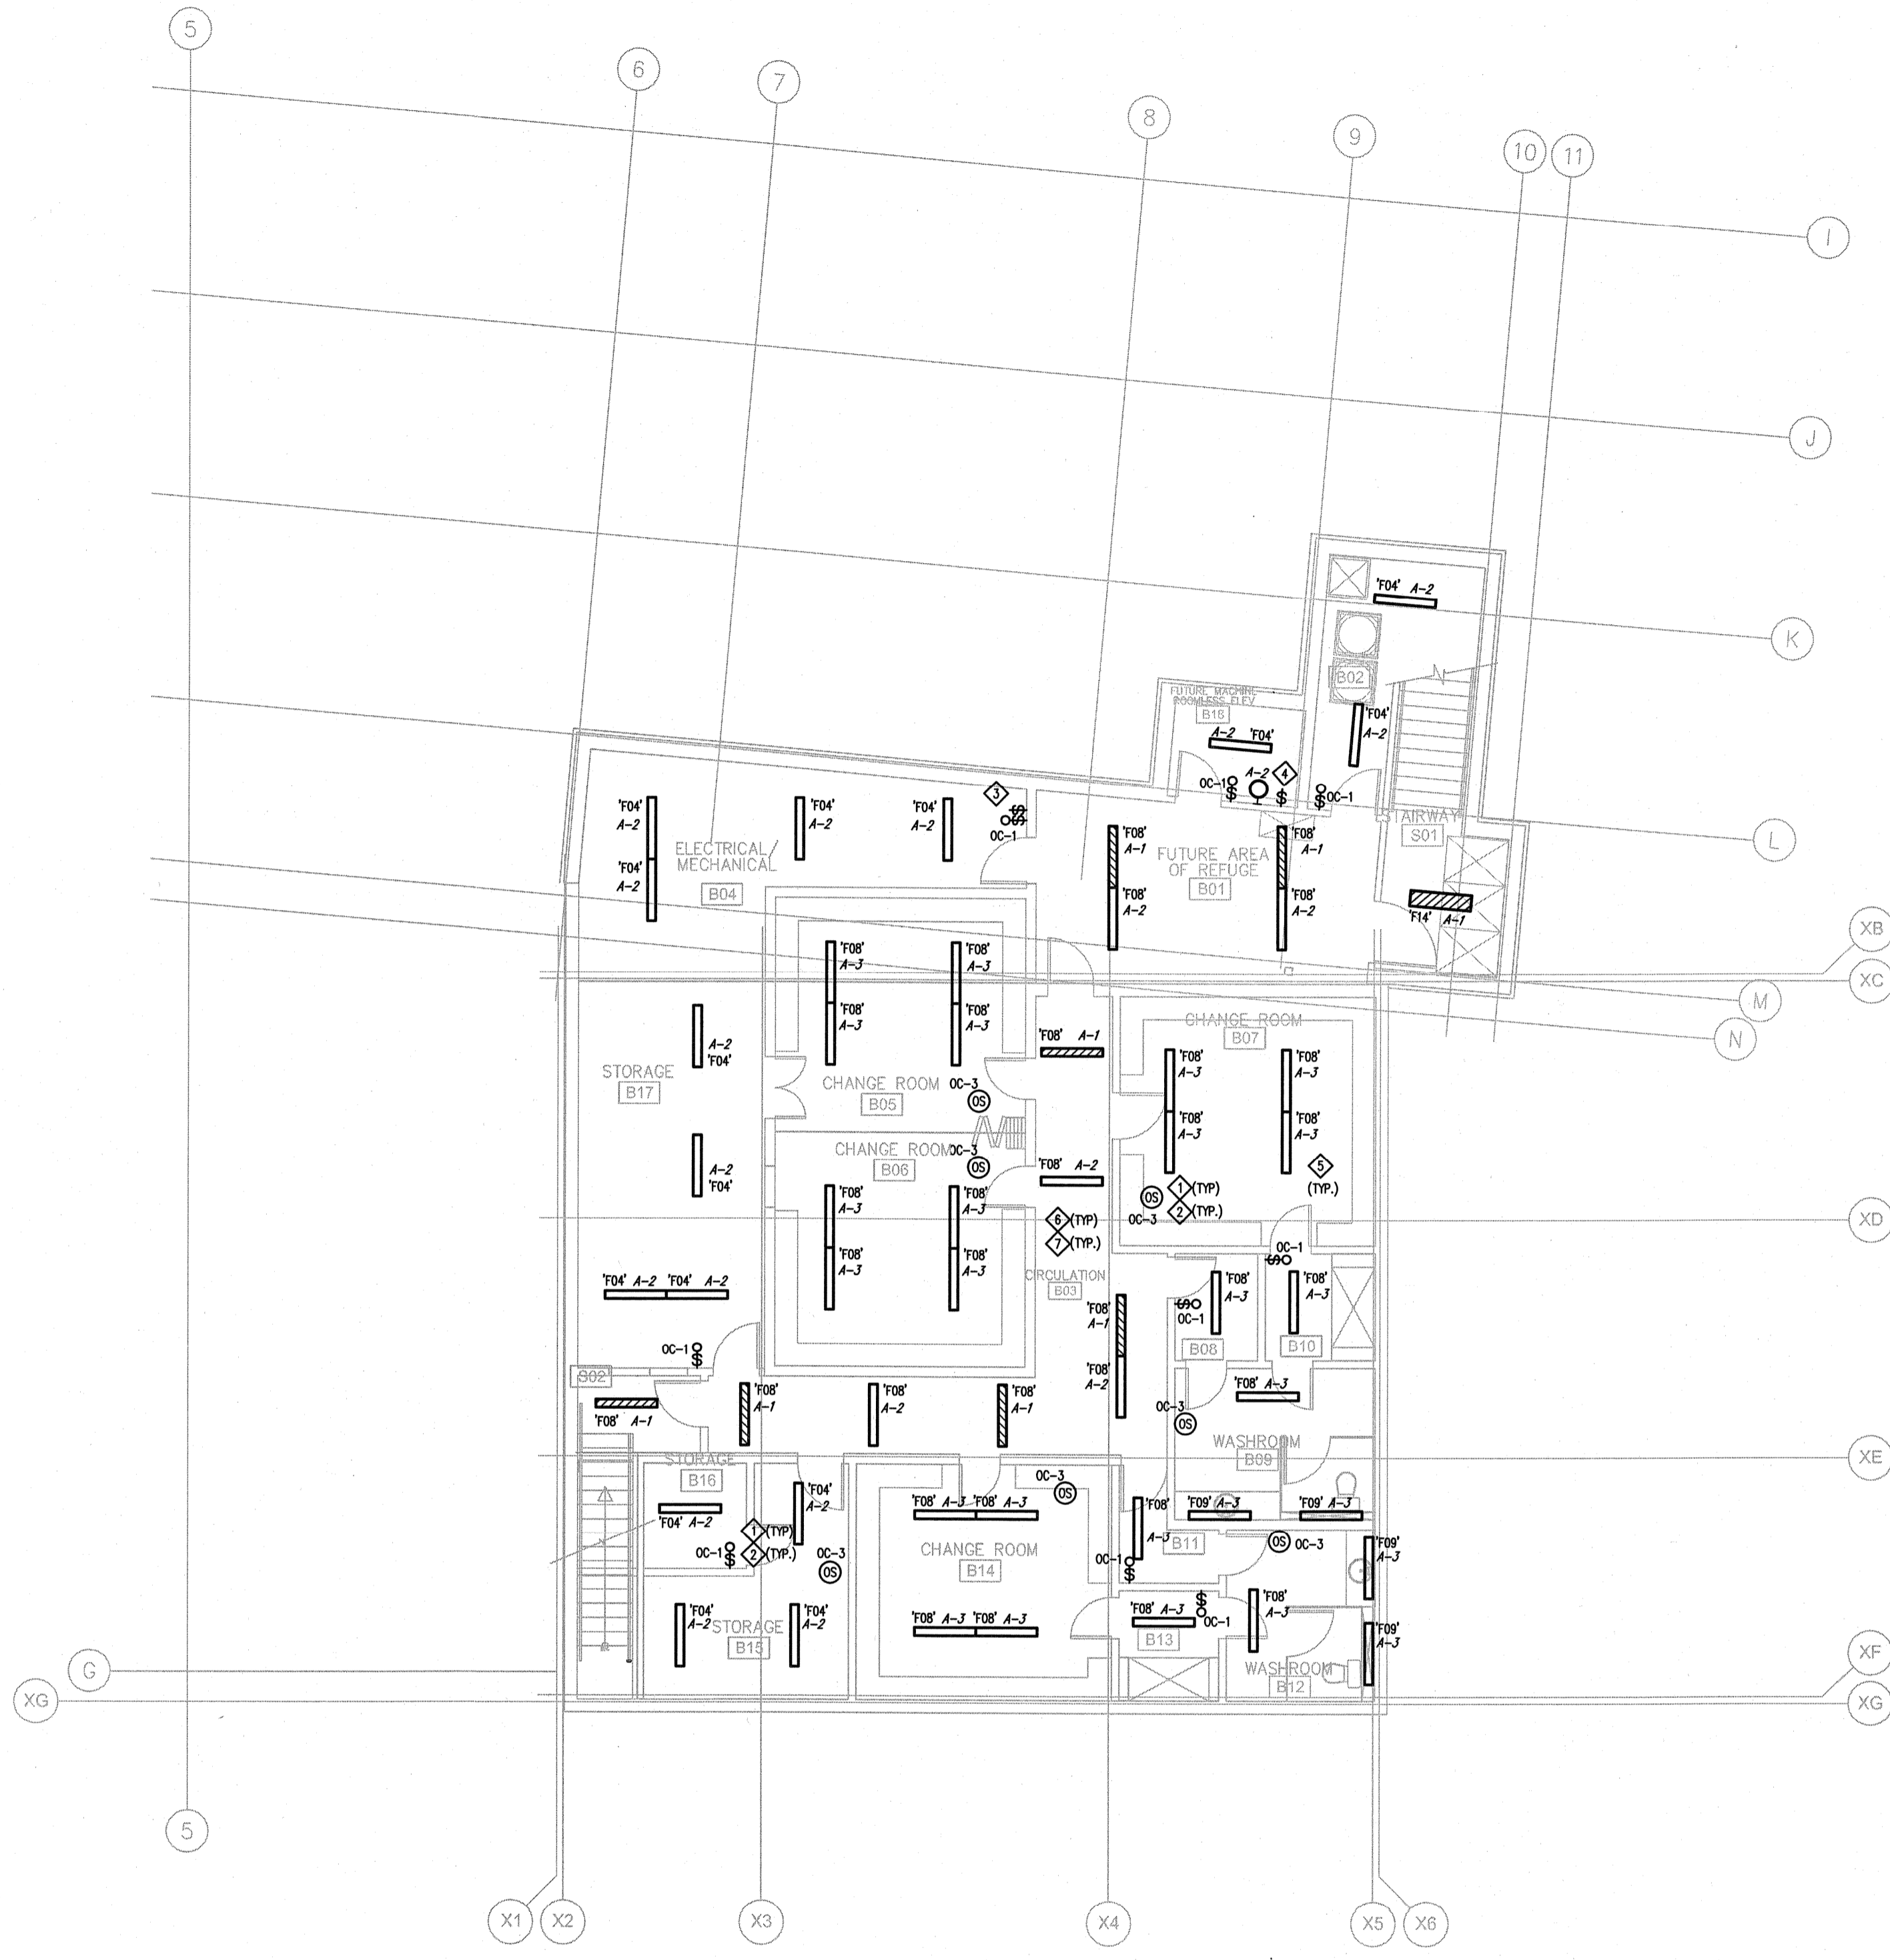 5
6
7
8
9
10
11
I
J
K
'F04' A-2
B02
FUTURE MACHINE
ROOMLESS ELEV
B18
'F04'
A-2
A-2 'F04'
OC-1
A-2
4
OC-1
3
OC-1
'F04'
A-2
'F04'
A-2
'F04'
A-2
'F04'
A-2
ELECTRICAL/
MECHANICAL
B04
STAIRWAY
S01
L
'F08'
A-1
'F08'
A-2
FUTURE AREA
OF REFUGE
B01
'F08'
A-1
'F08'
A-2
'F14' A-1
XB
XC
M
N
'F08'
A-3
'F08'
A-3
'F08'
A-3
'F08'
A-3
'F08' A-1
CHANGE ROOM
B07
'F08'
A-3
'F08'
A-3
'F08'
A-3
'F08'
A-3
A-2
'F04'
STORAGE
B17
CHANGE ROOM
B05
OC-3
OS
CHANGE ROOM
B06
OC-3
OS
A-2
'F04'
'F08' A-2
5
(TYP.)
OS
OC-3
1 (TYP)
2 (TYP.)
'F08'
A-3
'F08'
A-3
'F08'
A-3
'F08'
A-3
6 (TYP)
7 (TYP.)
XD
OC-1
CIRCULATION
B03
'F04' A-2 'F04' A-2
'F08'
A-3
'F08'
A-3
OC-1
'F08'
A-1
'F08'
A-2
B08
B10
OC-1
S02
'F08' A-1
'F08'
A-1
'F08'
A-2
'F08'
A-1
'F08' A-3
OC-3
OS
WASHROOM
B09
XE
STORAGE
B16
'F04' A-2
'F04'
A-2
OC-3
OS
'F08' A-3 'F08' A-3
'F08'
A-3
'F09' A-3
'F09' A-3
1 (TYP)
2 (TYP.)
OC-1
OC-3
OS
CHANGE ROOM
B14
OC-1
B11
OS OC-3
'F09'
A-3
'F04'
A-2
STORAGE
B15
'F04'
A-2
'F08' A-3 'F08' A-3
'F08' A-3
B13
OC-1
'F08'
A-3
'F09'
A-3
WASHROOM
B12
G
XF
XG
XG
5
X1
X2
X3
X4
X5
X6